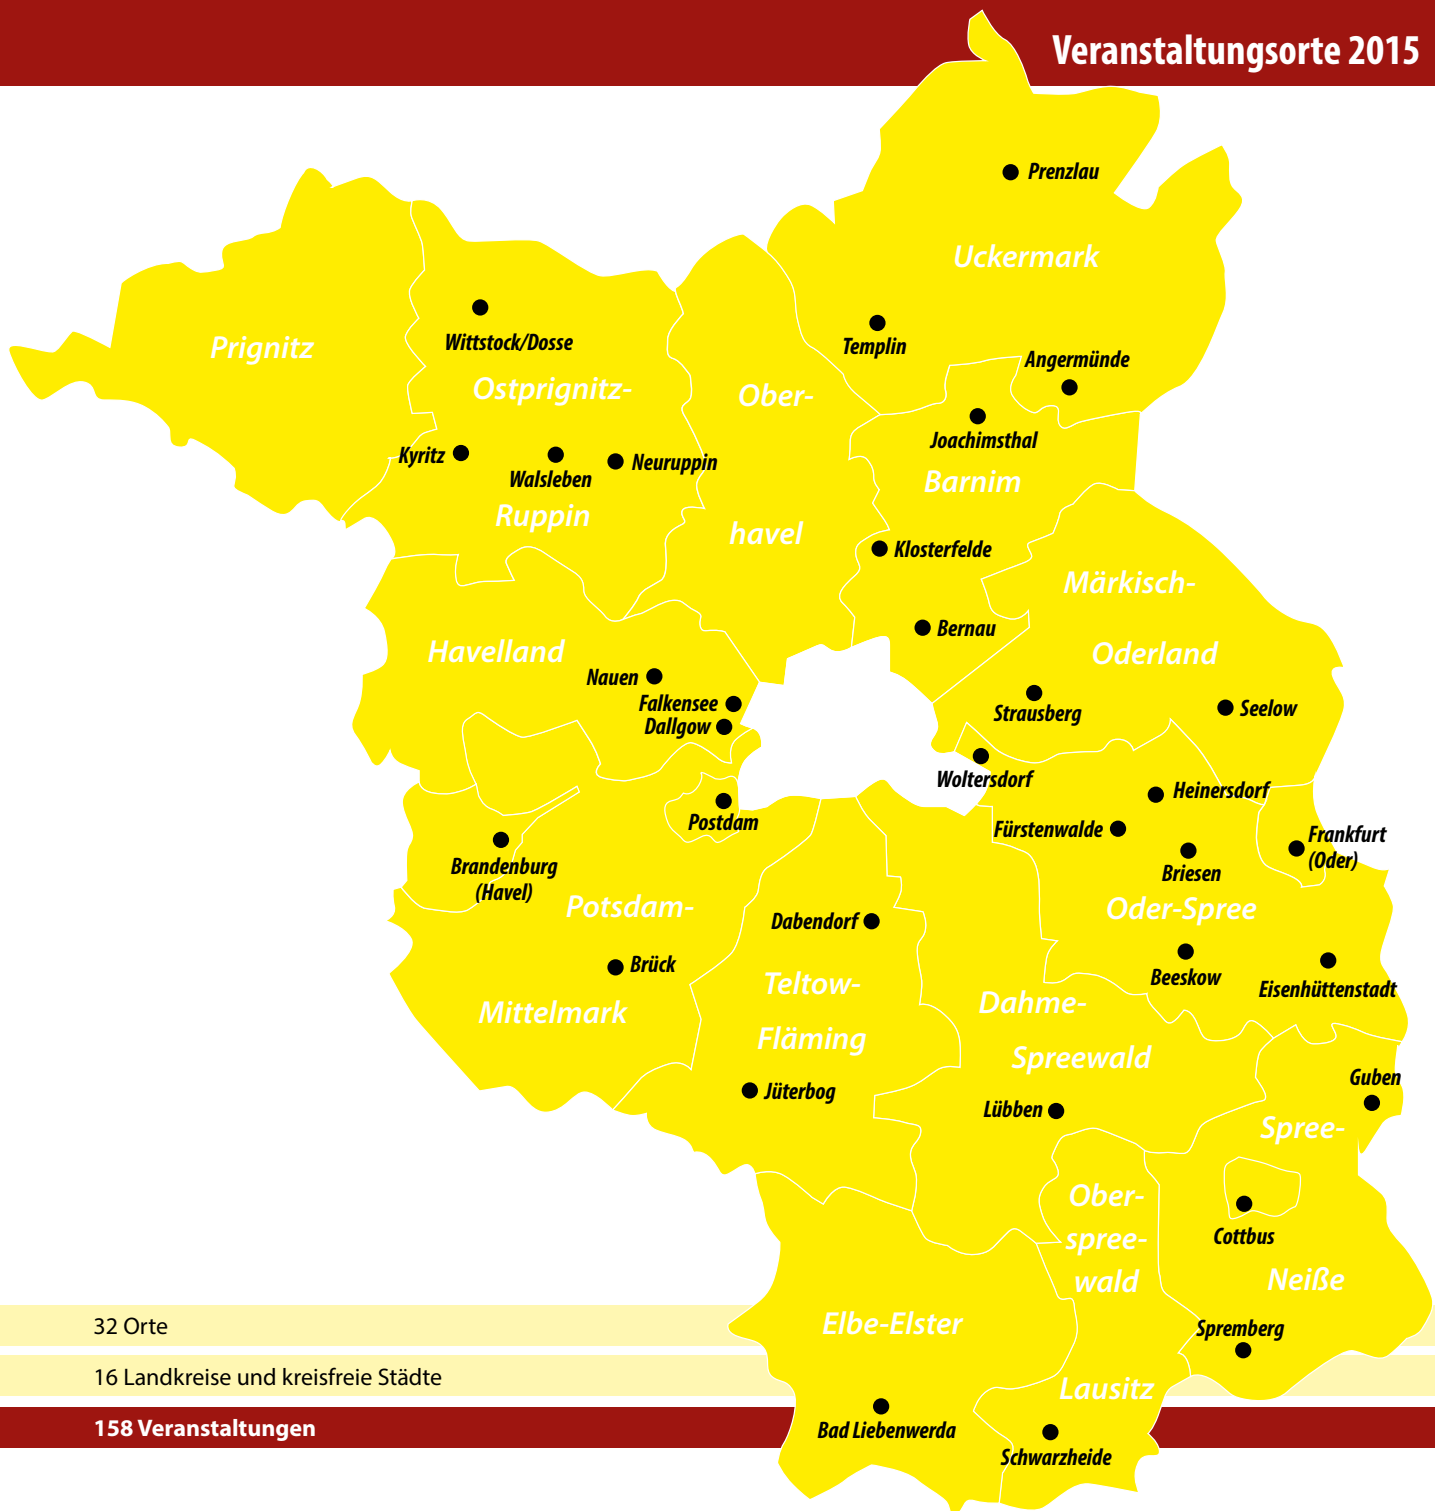 Veranstaltungsorte 2015
Prenzlau
Uckermark
Wittstock/Dosse
Prignitz
Templin
Angermünde
Ostprignitz-
Ober-
Joachimsthal
Kyritz
Walsleben
Neuruppin
Barnim
Ruppin
havel
Klosterfelde
Märkisch-
Bernau
Havelland
Oderland
Nauen
Falkensee
Dallgow
Strausberg
Seelow
Woltersdorf
Heinersdorf
Postdam
Fürstenwalde
Frankfurt
(Oder)
Brandenburg
(Havel)
Briesen
Potsdam-
Oder-Spree
Dabendorf
Brück
Beeskow
Eisenhüttenstadt
Teltow-
Dahme-
Mittelmark
Fläming
Spreewald
Guben
Jüterbog
Lübben
Spree-
Ober-
spree-
wald
Cottbus
Neiße
Elbe-Elster
Spremberg
32 Orte
16 Landkreise und kreisfreie Städte
Lausitz
158 Veranstaltungen
Bad Liebenwerda
Schwarzheide